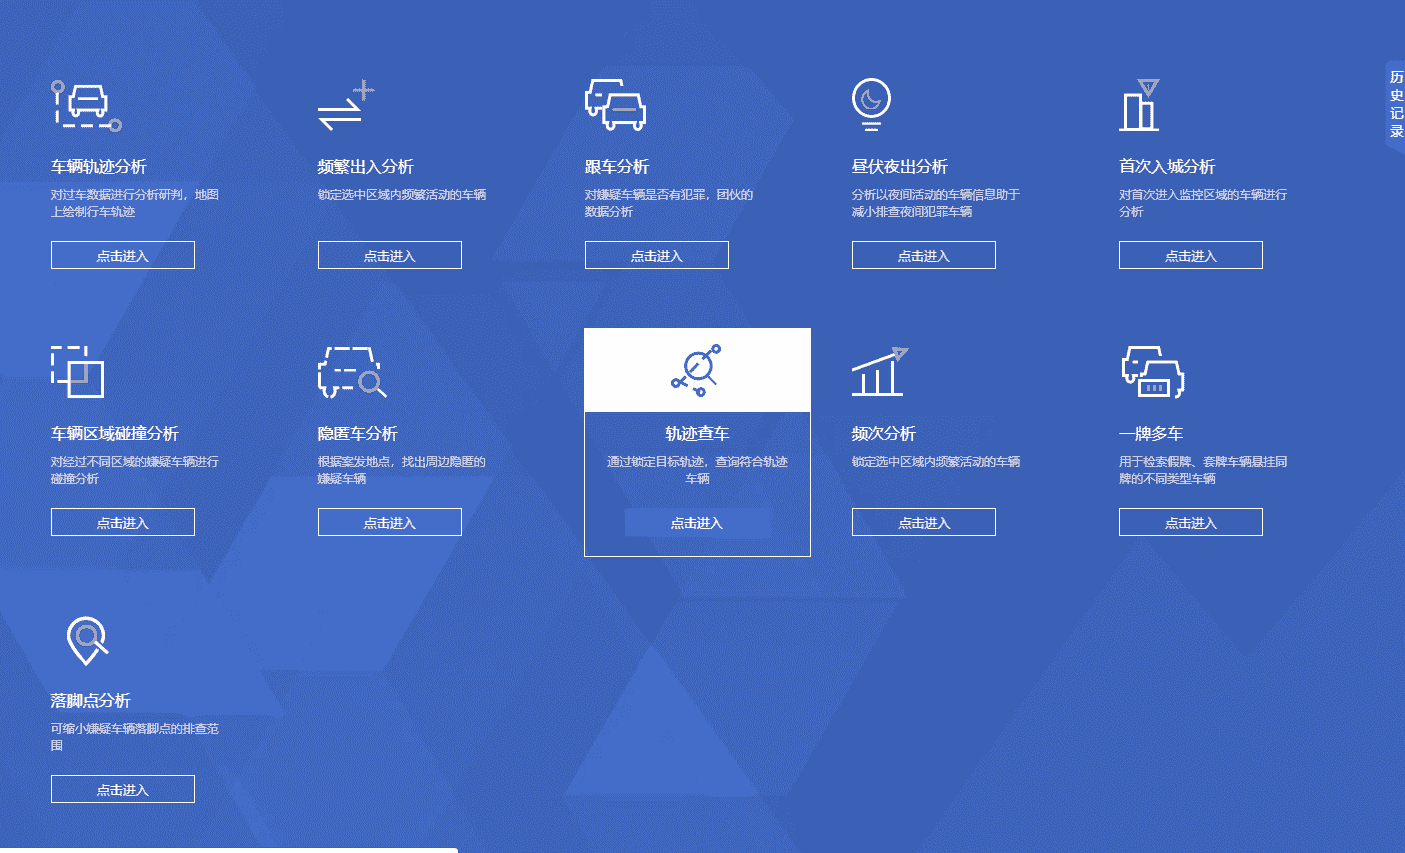 车辆轨迹分析
对过车数据进行分析研判，地图
上绘制行车轨迹
点击进入
频繁出入分析
锁定选中区域内频繁活动的车辆
点击进入
跟车分析
对嫌疑车辆是否有犯罪，团伙的
数据分析
点击进入
昼伏夜出分析
分析以夜间活动的车辆信息助于
减小排查夜间犯罪车辆
点击进入
首次入城分析
对首次进入监控区域的车辆进行
分析
点击进入
历
史
记
录
车辆区域碰撞分析
对经过不同区域的嫌疑车辆进行
碰撞分析
点击进入
隐匿车分析
根据案发地点，找出周边隐匿的
嫌疑车辆
点击进入
轨迹查车
通过锁定目标轨迹，查询符合轨迹
车辆
点击进入
频次分析
锁定选中区域内频繁活动的车辆
点击进入
一牌多车
用于检索假牌、套牌车辆悬挂同
牌的不同类型车辆
点击进入
落脚点分析
可缩小嫌疑车辆落脚点的排查范
围
点击进入